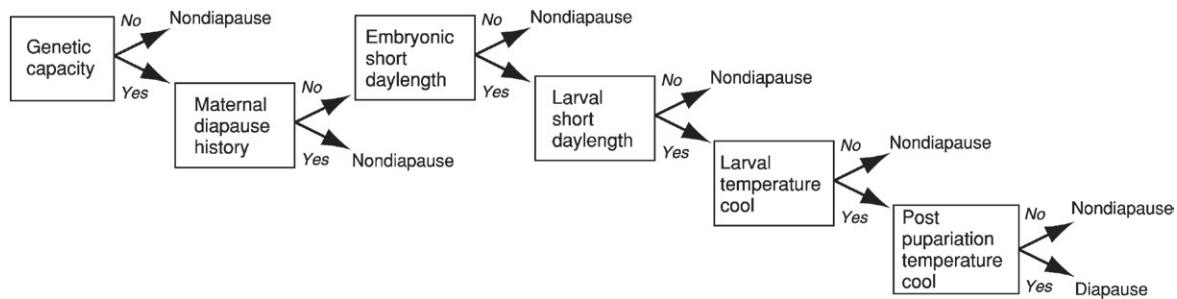 Genetic
capacity
No
Nondiapause
Yes
Maternal
diapause
history
No
Yes
Nondiapause
Embryonic
short
daylength
No
Nondiapause
Yes
Larval
short
daylength
No
Nondiapause
Yes
Larval
temperature
cool
No
Nondiapause
Yes
Post
pupariation
temperature
cool
No
Nondiapause
Yes
Diapause